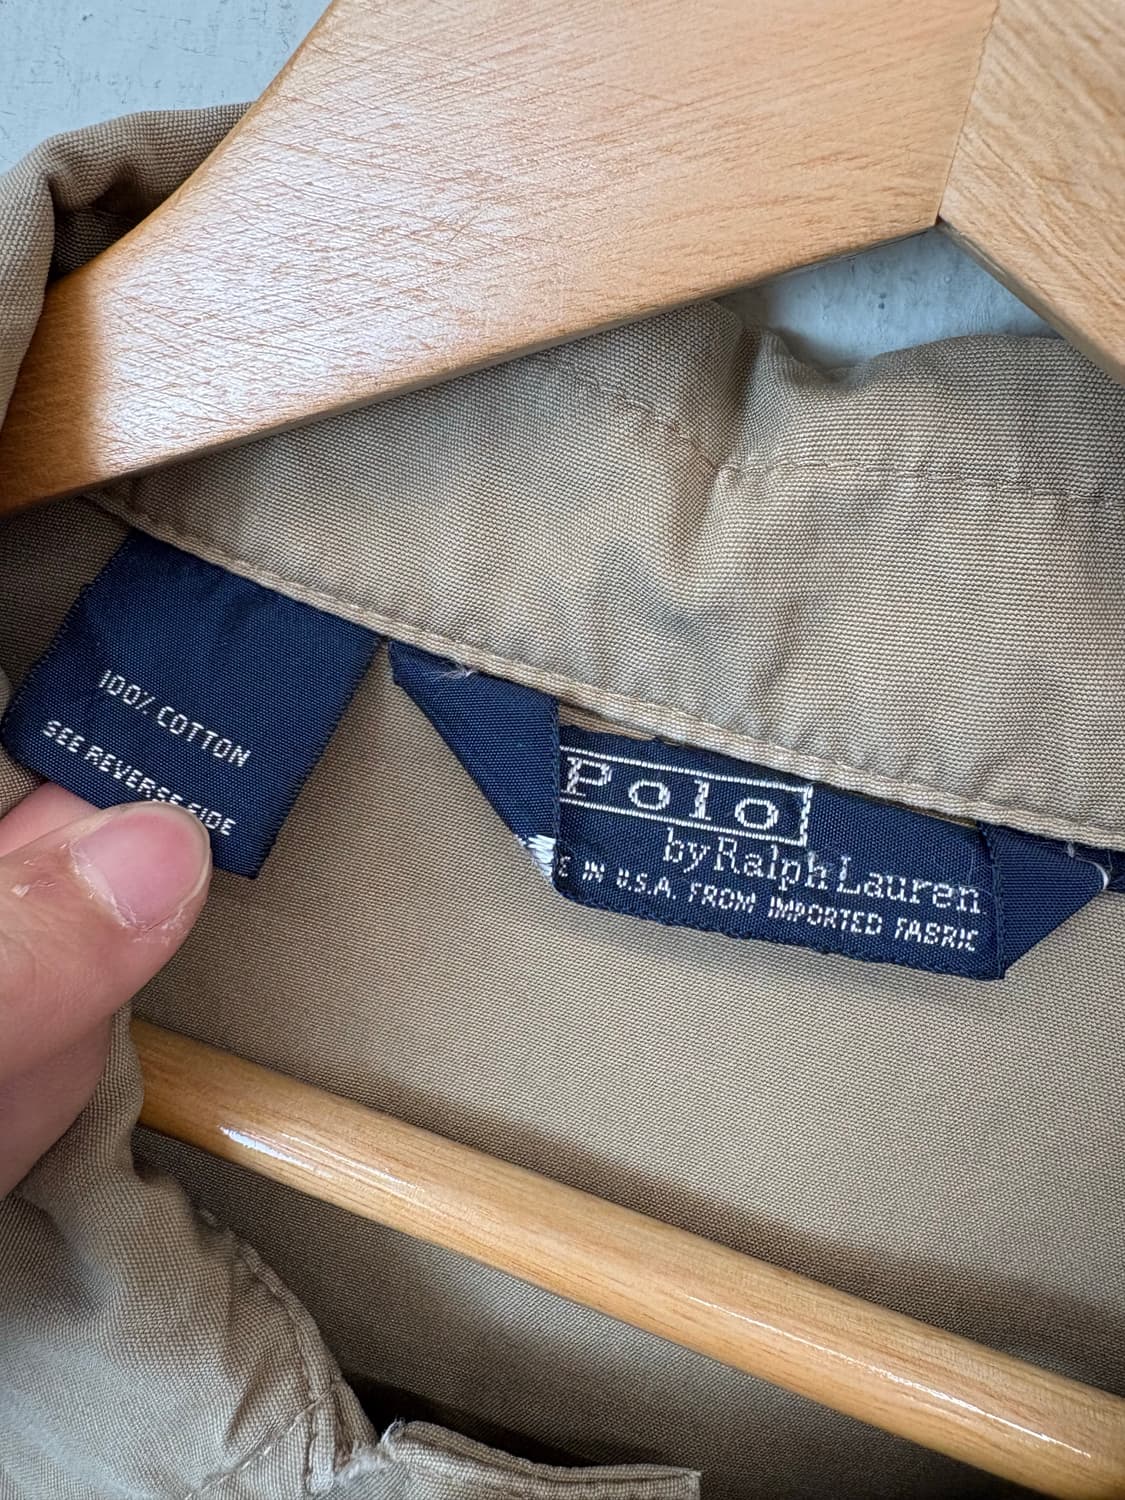 100% COTTON
SEE REVERSE SIDE
Polo
by Ralph Lauren
E IN U.S.A. FROM IMPORTED FABRIC